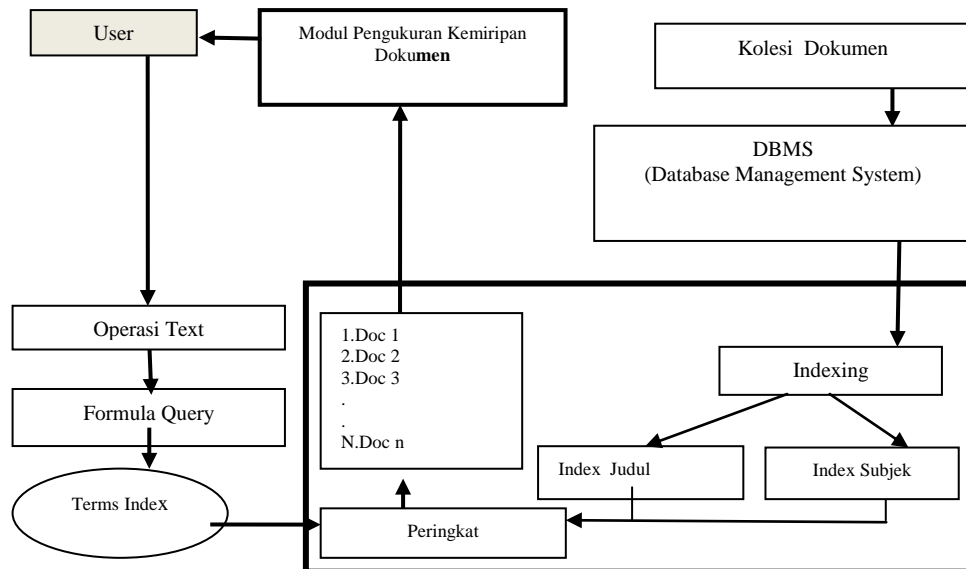 User
Modul Pengukuran Kemiripan
Dokumen
Kolesi Dokumen
DBMS
(Database Management System)
Operasi Text
Formula Query
Terms Index
1.Doc 1
2.Doc 2
3.Doc 3
.
.
N.Doc n
Indexing
Index Judul
Index Subjek
Peringkat